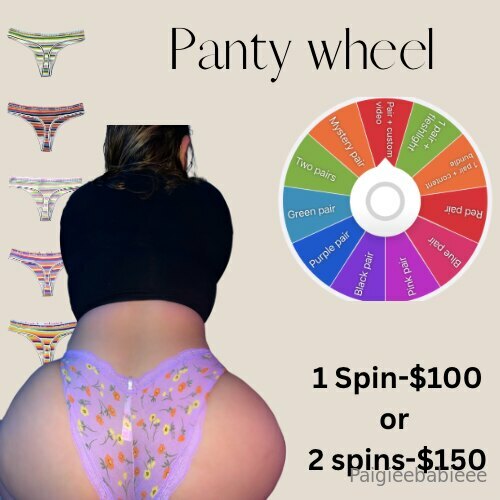 Panty wheel
Pair + custom
video
1 pair +
fleshlight
1 pair + content
bundle
Red pair
Blue pair
Pink pair
Black pair
Purple pair
Green pair
Two pairs
Mystery pair
1 Spin-$100
or
2 spins-$150
Paigieebabieee